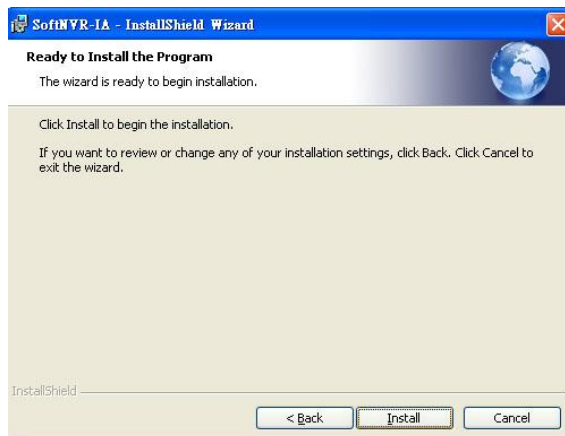 SoftNVR-IA - InstallShield Wizard
Ready to Install the Program
The wizard is ready to begin installation.
Click Install to begin the installation.
If you want to review or change any of your installation settings, click Back. Click Cancel to
exit the wizard.
InstallShield
< Back Install Cancel